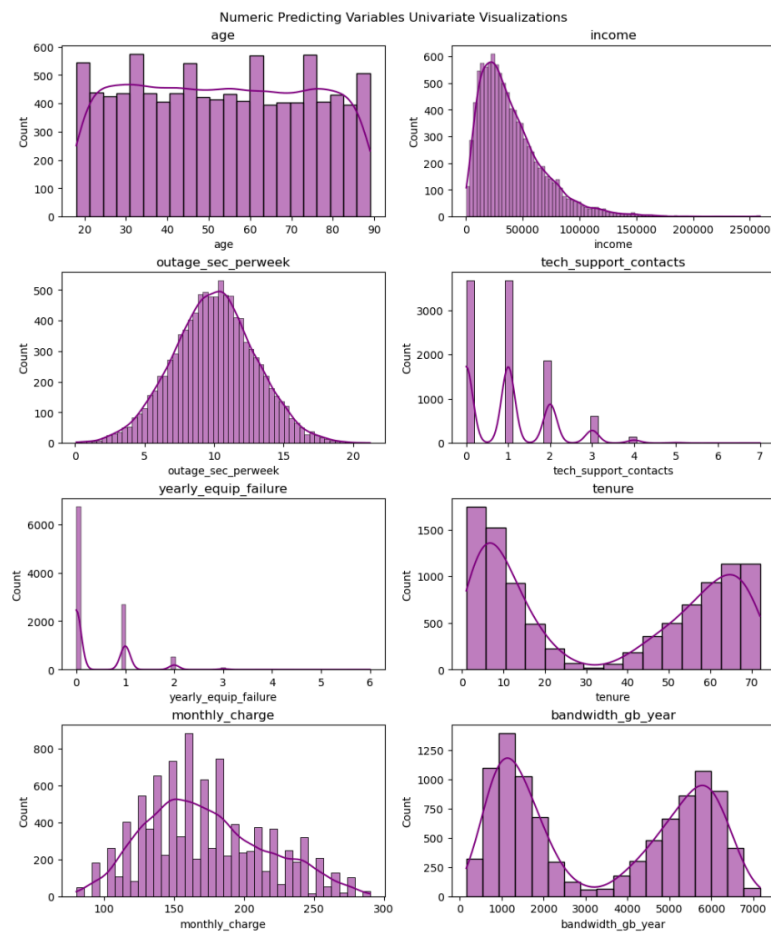 Numeric Predicting Variables Univariate Visualizations
age
600
500
400
300
200
100
0
Count
20 30 40 50 60 70 80 90
age
income
600
500
400
300
200
100
0
Count
0 50000 100000 150000 200000 250000
income
outage_sec_perweek
500
400
300
200
100
0
Count
0 5 10 15 20
outage_sec_perweek
tech_support_contacts
3000
2000
1000
0
Count
0 1 2 3 4 5 6 7
tech_support_contacts
yearly_equip_failure
6000
4000
2000
0
Count
0 1 2 3 4 5 6
yearly_equip_failure
tenure
1500
1000
500
0
Count
0 10 20 30 40 50 60 70
tenure
monthly_charge
800
600
400
200
0
Count
100 150 200 250 300
monthly_charge
bandwidth_gb_year
1250
1000
750
500
250
0
Count
0 1000 2000 3000 4000 5000 6000 7000
bandwidth_gb_year